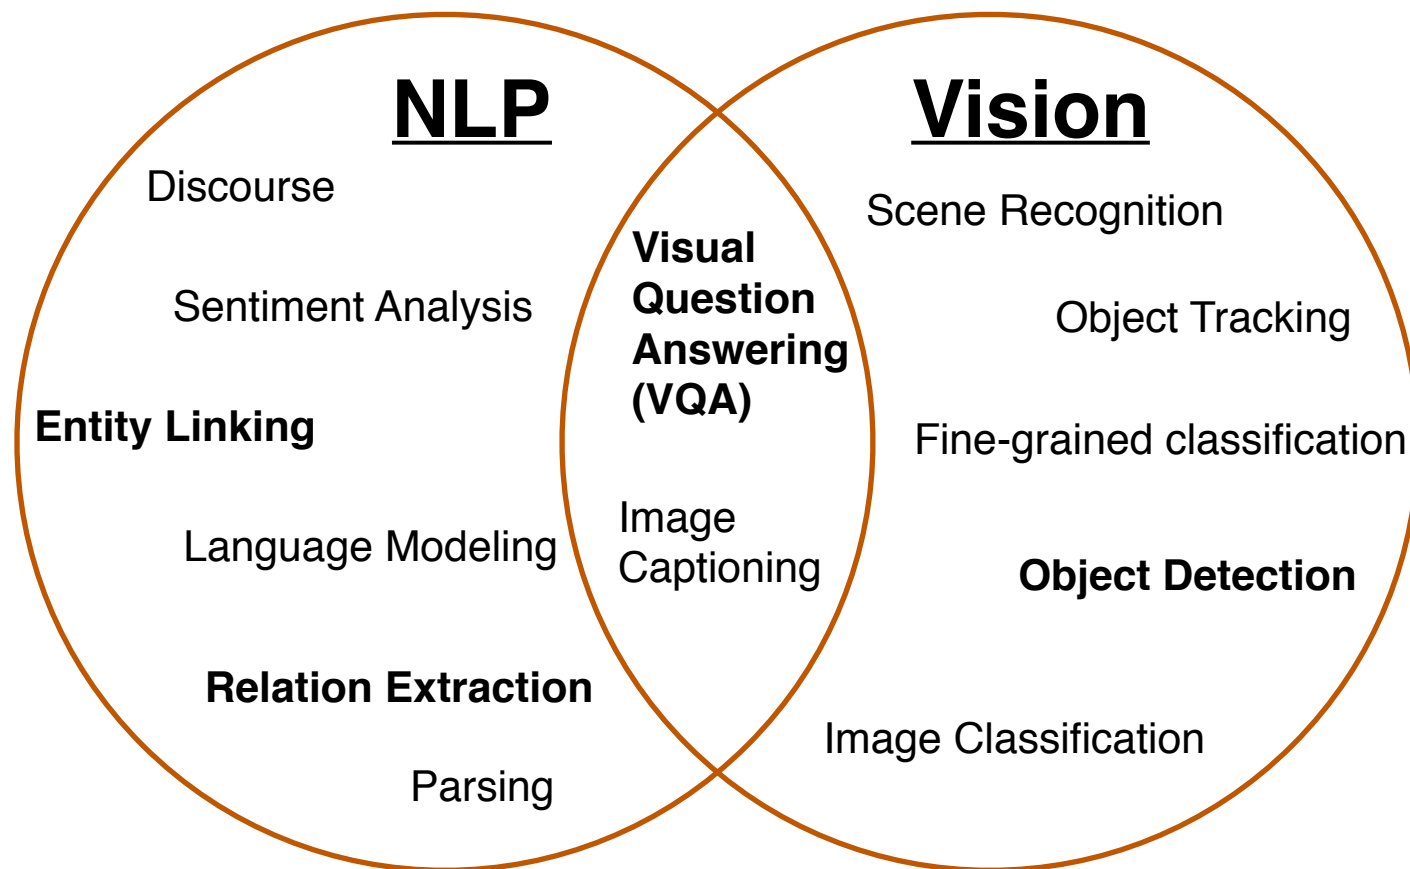 NLP
Discourse
Sentiment Analysis
Entity Linking
Language Modeling
Relation Extraction
Parsing
Visual
Question
Answering
(VQA)
Image
Captioning
Vision
Scene Recognition
Object Tracking
Fine-grained classification
Object Detection
Image Classification